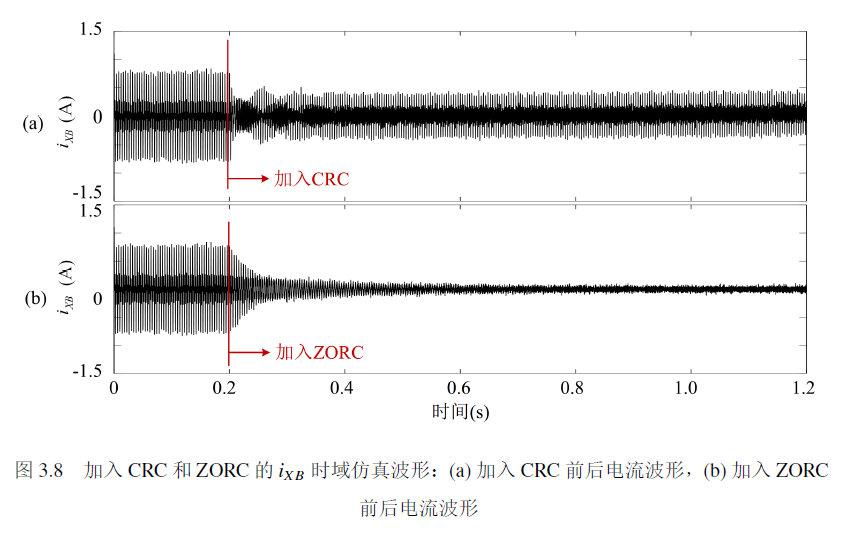 1.5
(a)
0
i_XB (A)
加入CRC
-1.5
1.5
(b)
0
i_XB (A)
加入ZORC
-1.5
0 0.2 0.4 0.6 0.8 1.0 1.2
时间(s)
图 3.8 加入 CRC 和 ZORC 的 i_XB 时域仿真波形：(a) 加入 CRC 前后电流波形，(b) 加入 ZORC
前后电流波形